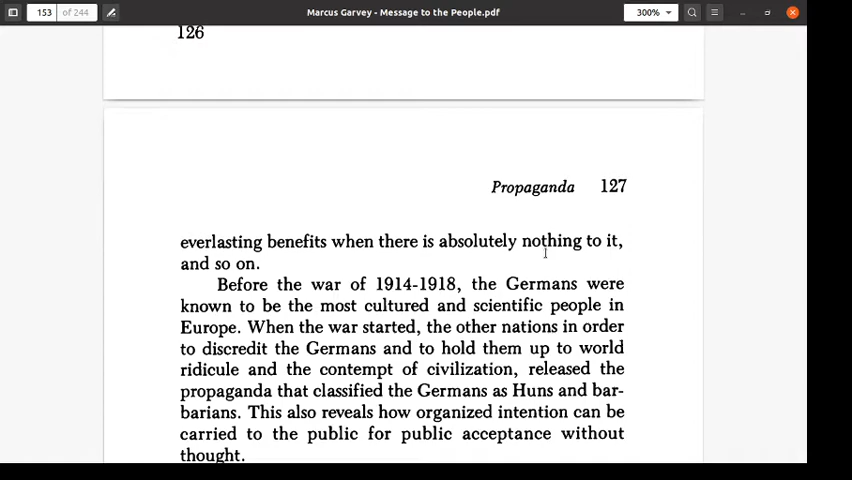 153 of 244
Marcus Garvey - Message to the People.pdf
300%
126
Propaganda 127
everlasting benefits when there is absolutely nothing to it,
and so on.
Before the war of 1914-1918, the Germans were
known to be the most cultured and scientific people in
Europe. When the war started, the other nations in order
to discredit the Germans and to hold them up to world
ridicule and the contempt of civilization, released the
propaganda that classified the Germans as Huns and bar-
barians. This also reveals how organized intention can be
carried to the public for public acceptance without
thought.